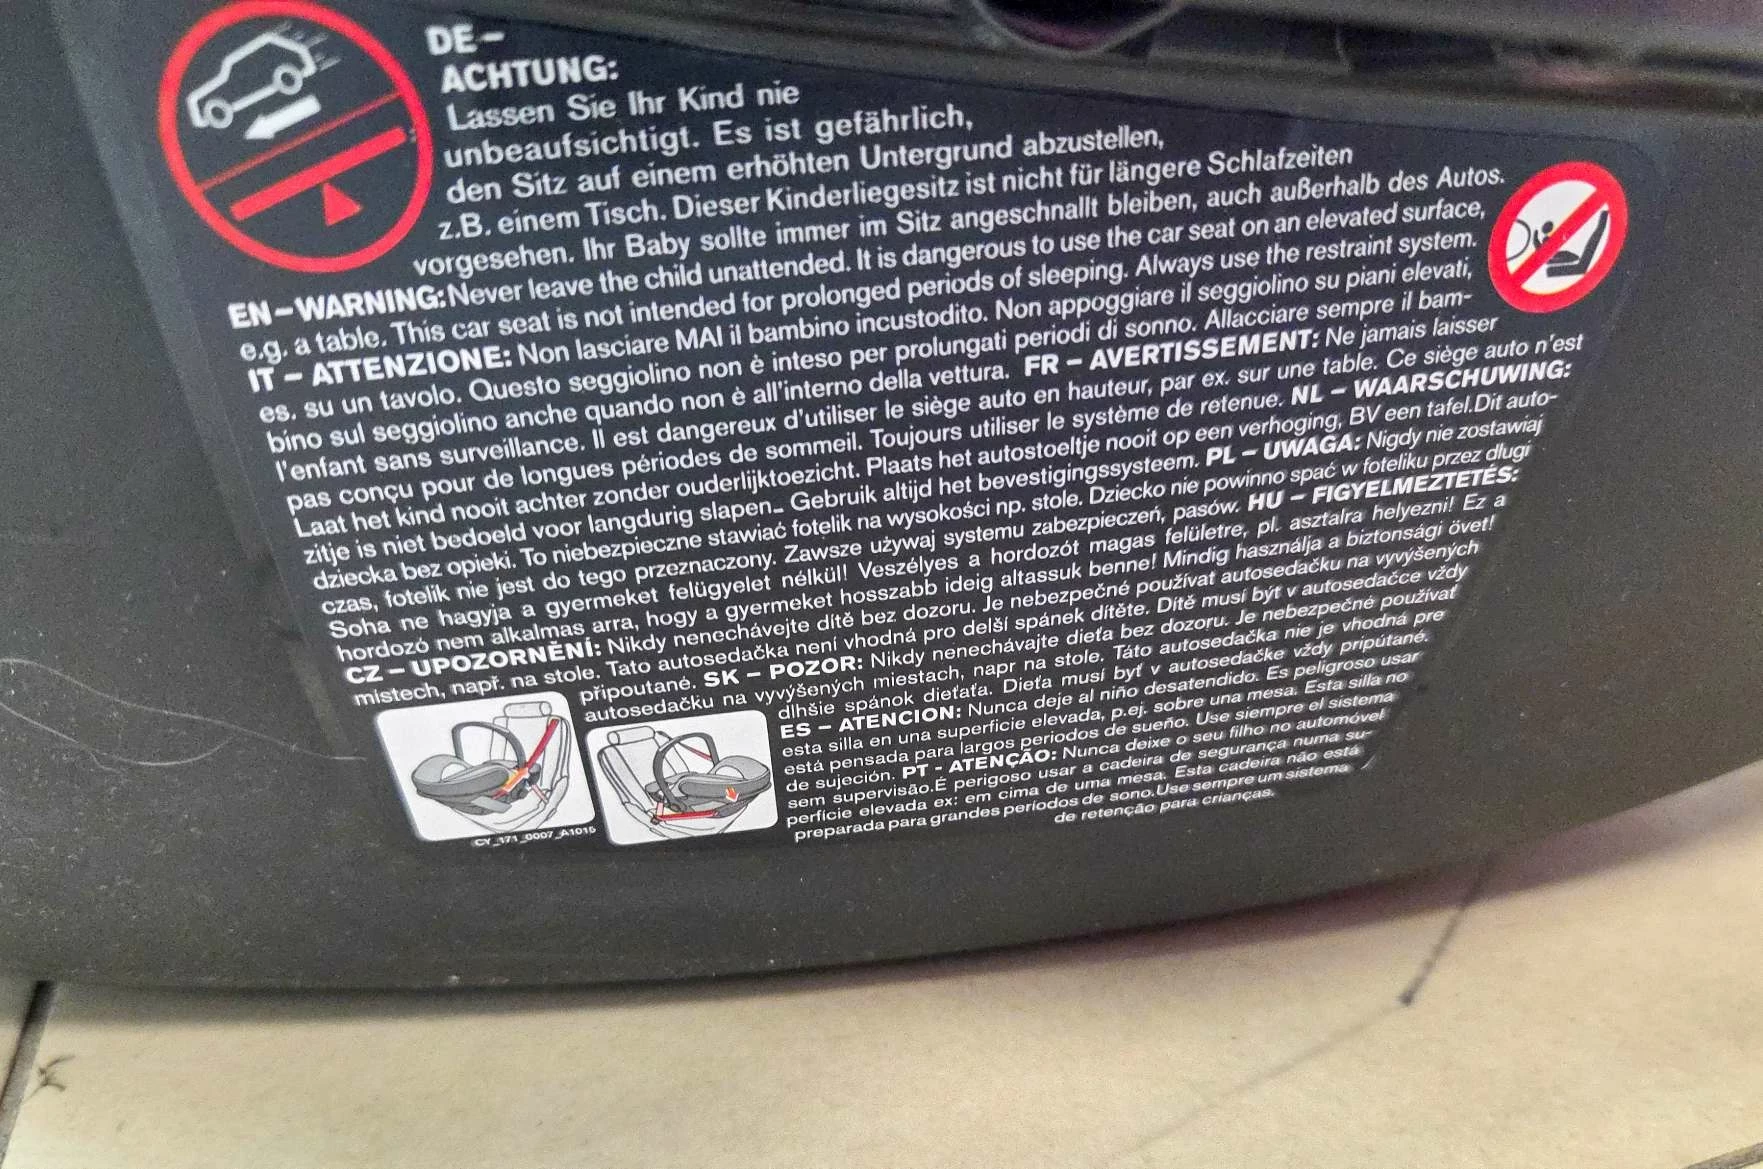 DE–
ACHTUNG:
Lassen Sie Ihr Kind nie
unbeaufsichtigt. Es ist gefährlich,
den Sitz auf einem erhöhten Untergrund abzustellen,
z.B. einem Tisch. Dieser Kinderliegesitz ist nicht für längere Schlafzeiten
vorgesehen. Ihr Baby sollte immer im Sitz angeschnallt bleiben, auch außerhalb des Autos.
EN – WARNING: Never leave the child unattended. It is dangerous to use the car seat on an elevated surface,
e.g. a table. This car seat is not intended for prolonged periods of sleeping. Always use the restraint system.
IT – ATTENZIONE: Non lasciare MAI il bambino incustodito. Non appoggiare il seggiolino su piani elevati,
es. su un tavolo. Questo seggiolino non è inteso per prolungati periodi di sonno. Allacciare sempre il bam-
bino sul seggiolino anche quando non è all'interno della vettura. FR – AVERTISSEMENT: Ne jamais laisser
l'enfant sans surveillance. Il est dangereux d'utiliser le siège auto en hauteur, par ex. sur une table. Ce siège auto n'est
pas conçu pour de longues périodes de sommeil. Toujours utiliser le système de retenue. NL – WAARSCHUWING:
Laat het kind nooit achter zonder ouderlijktoezicht. Plaats het autostoeltje nooit op een verhoging, BV een tafel.Dit auto-
zitje is niet bedoeld voor langdurig slapen_ Gebruik altijd het bevestigingssysteem. PL – UWAGA: Nigdy nie zostawiaj
dziecka bez opieki. To niebezpieczne stawiać fotelik na wysokości np. stole. Dziecko nie powinno spać w foteliku przez dlugi
czas, fotelik nie jest do tego przeznaczony. Zawsze używaj systemu zabezpieczeń, pasów. HU – FIGYELMEZTETÉS:
Soha ne hagyja a gyermeket felügyelet nélkül! Veszélyes a hordozót magas felületre, pl. asztalra helyezni! Ez a
hordozó nem alkalmas arra, hogy a gyermeket hosszabb ideig altassuk benne! Mindig használja a biztonsági övet!
CZ – UPOZORNĚNÍ: Nikdy nenechávejte dítě bez dozoru. Je nebezpečné používat autosedačku na vyvýšených
místech, např. na stole. Tato autosedačka není vhodná pro delší spánek dítěte. Dítě musí být v autosedačce vždy
připoutané. SK – POZOR: Nikdy nenechávajte dieťa bez dozoru. Je nebezpečné používať
autosedačku na vyvýšených miestach, napr na stole. Táto autosedačka nie je vhodná pre
dlhšie spánok dieťaťa. Dieťa musí byť v autosedačke vždy pripútané.
ES – ATENCION: Nunca deje al niño desatendido. Es peligroso usar
esta silla en una superficie elevada, p.ej. sobre una mesa. Esta silla no
está pensada para largos periodos de sueño. Use siempre el sistema
de sujeción. PT - ATENÇÃO: Nunca deixe o seu filho no automóvel
sem supervisão.É perigoso usar a cadeira de segurança numa su-
perfície elevada ex: em cima de uma mesa. Esta cadeira não está
preparada para grandes períodos de sono.Use sempre um sistema
de retenção para crianças.
CY_171_0007_A1015